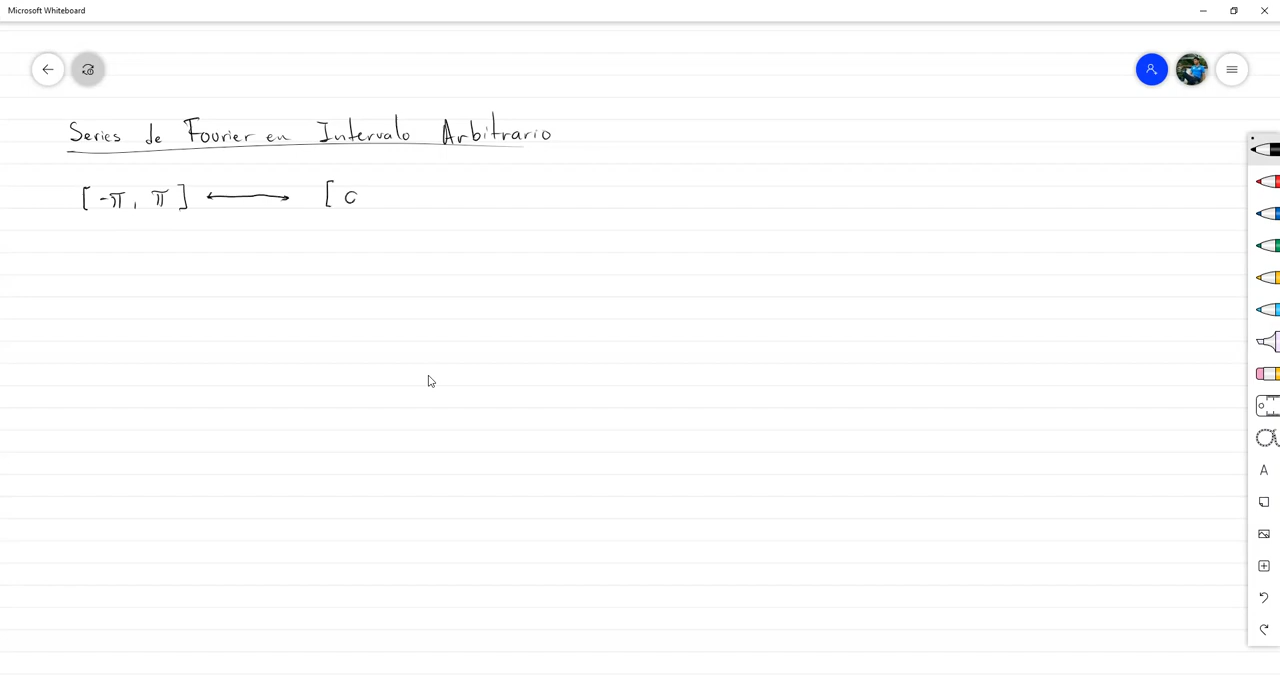 Microsoft Whiteboard
Series de Fourier en Intervalo Arbitrario
[-π, π] ⟷ [
A